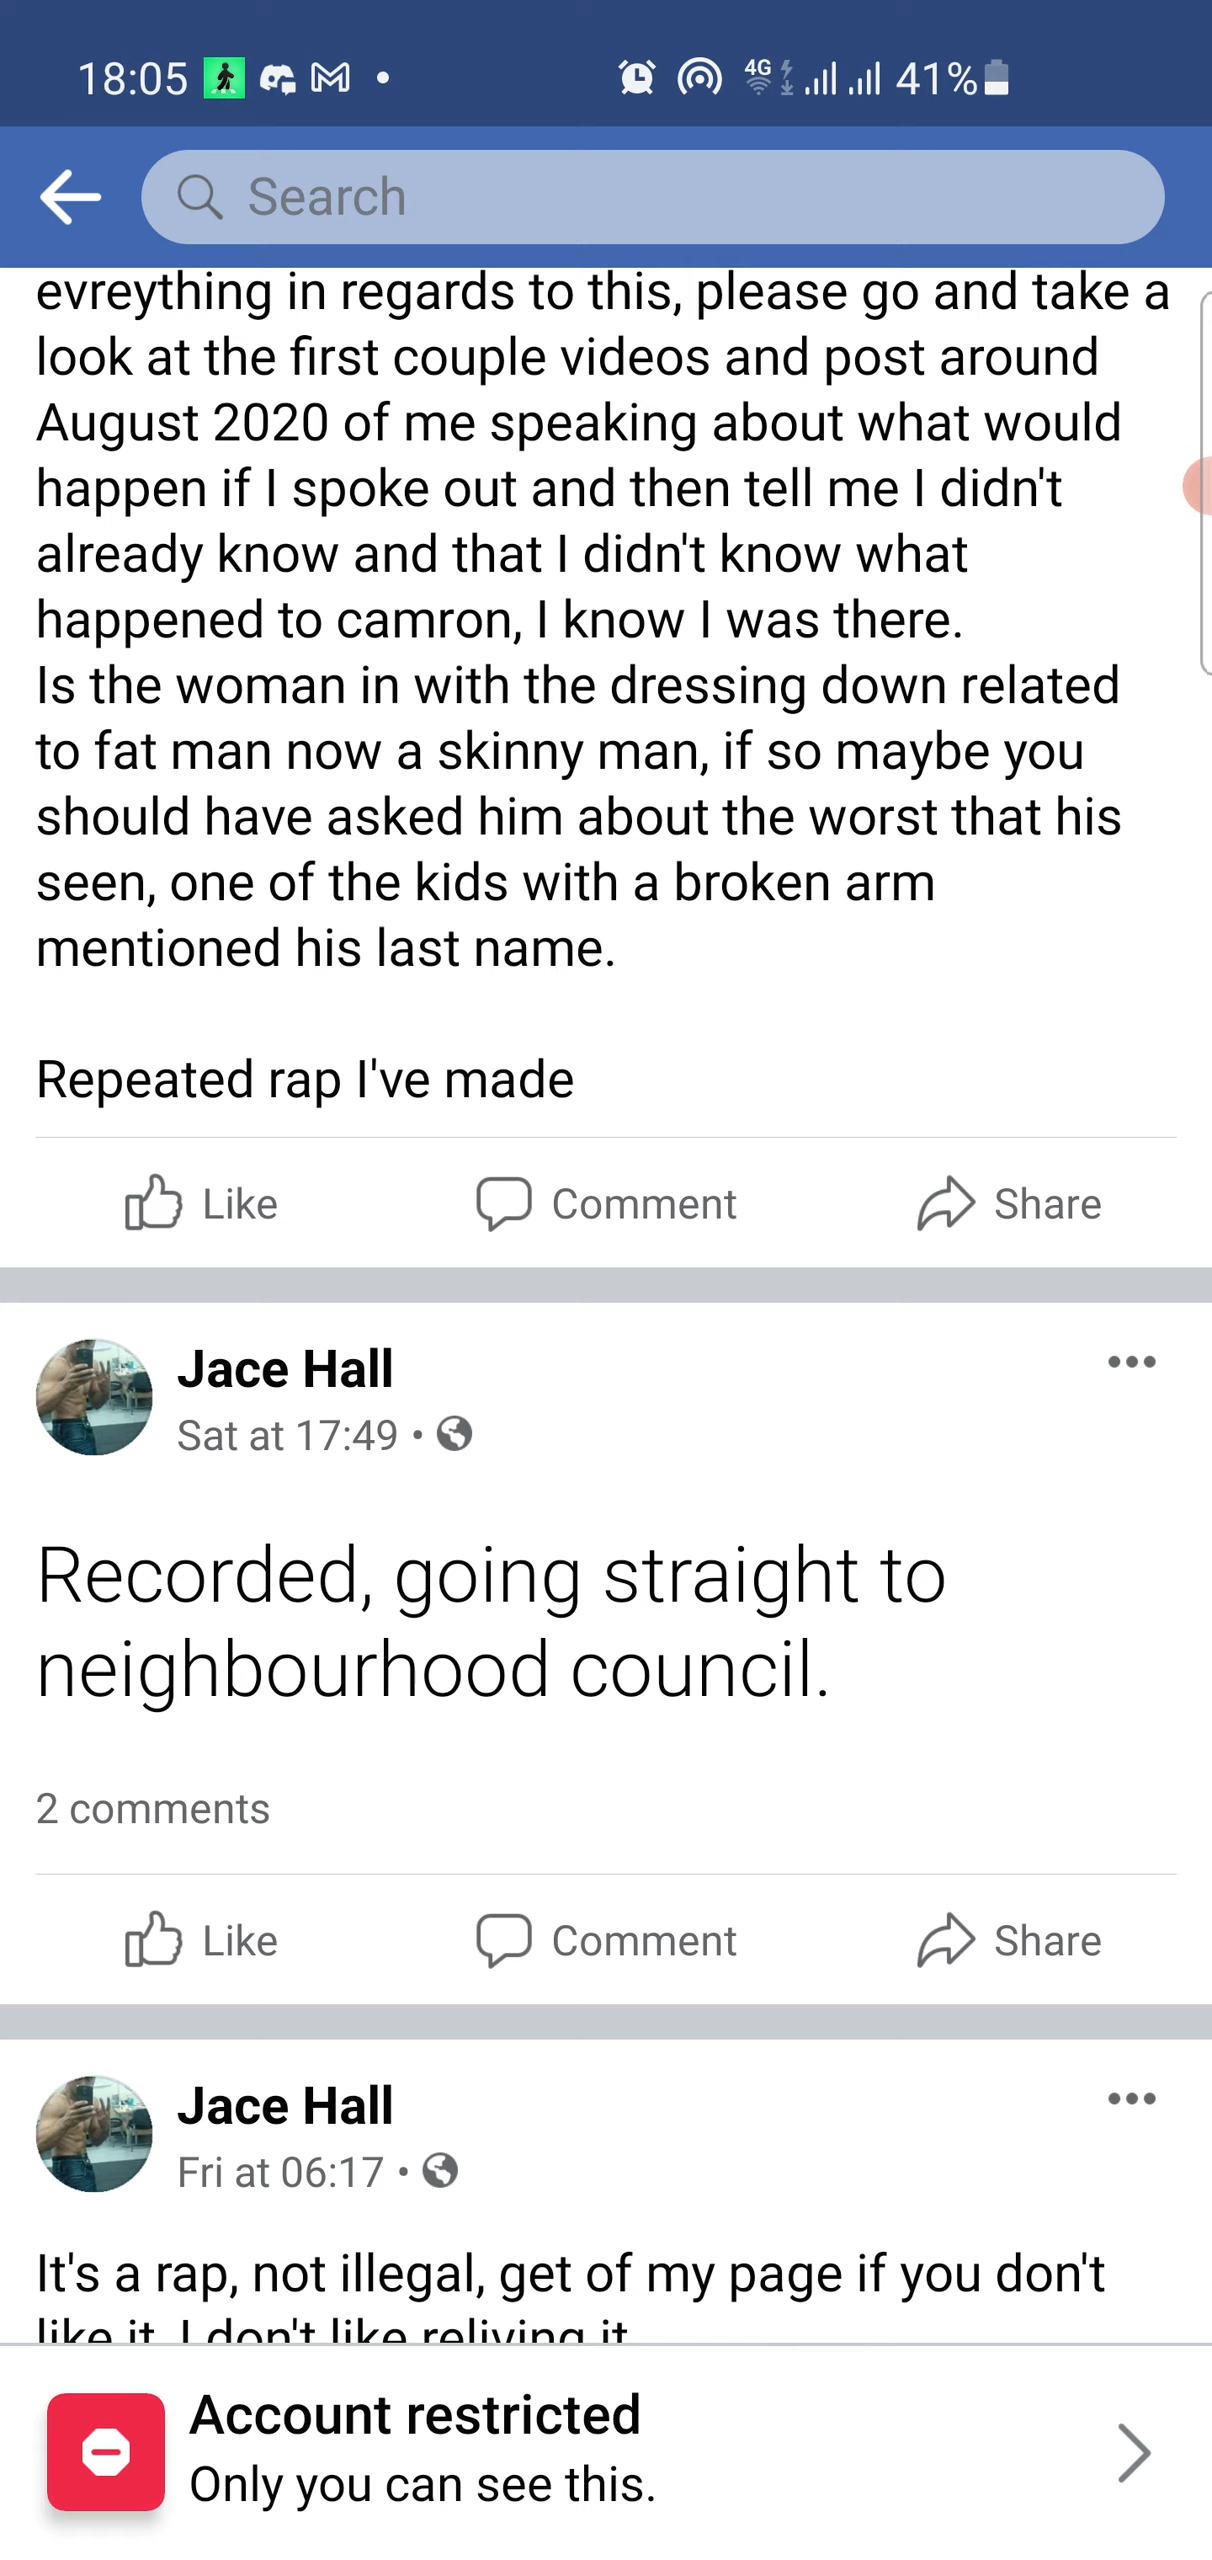 18:05
4G
41%
Search
evreything in regards to this, please go and take a
look at the first couple videos and post around
August 2020 of me speaking about what would
happen if I spoke out and then tell me I didn't
already know and that I didn't know what
happened to camron, I know I was there.
Is the woman in with the dressing down related
to fat man now a skinny man, if so maybe you
should have asked him about the worst that his
seen, one of the kids with a broken arm
mentioned his last name.
Repeated rap I've made
Like Comment Share
Jace Hall
Sat at 17:49 •
Recorded, going straight to
neighbourhood council.
2 comments
Like Comment Share
Jace Hall
Fri at 06:17 •
It's a rap, not illegal, get of my page if you don't
like it, I don't like reliving it
Account restricted
Only you can see this.